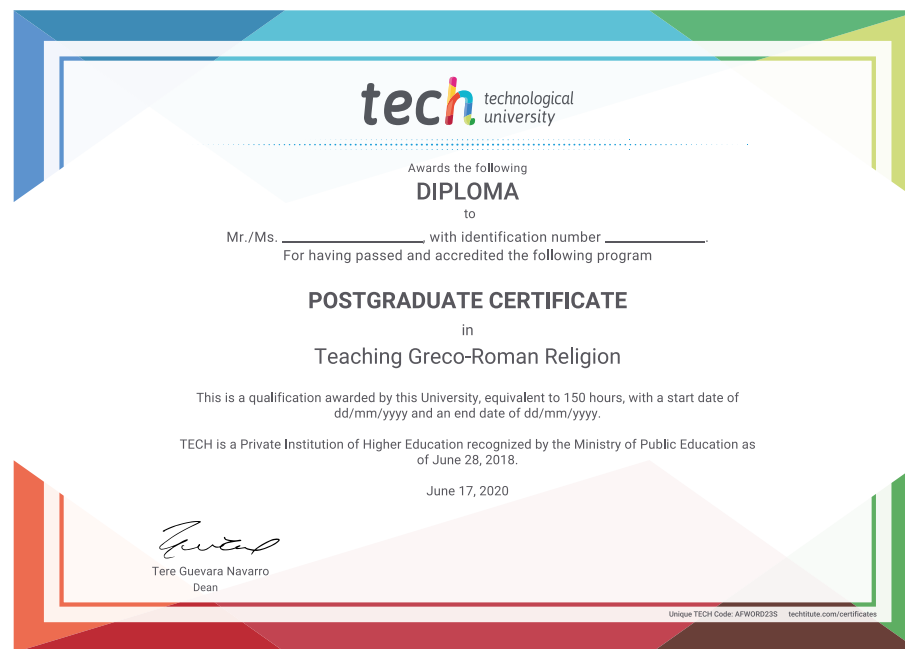 tech technological
university
Awards the following
DIPLOMA
to
Mr./Ms. ____________________, with identification number ______________.
For having passed and accredited the following program
POSTGRADUATE CERTIFICATE
in
Teaching Greco-Roman Religion
This is a qualification awarded by this University, equivalent to 150 hours, with a start date of
dd/mm/yyyy and an end date of dd/mm/yyyy.
TECH is a Private Institution of Higher Education recognized by the Ministry of Public Education as
of June 28, 2018.
June 17, 2020
Tere Guevara Navarro
Dean
Unique TECH Code: AFWORD23S techtitute.com/certificates